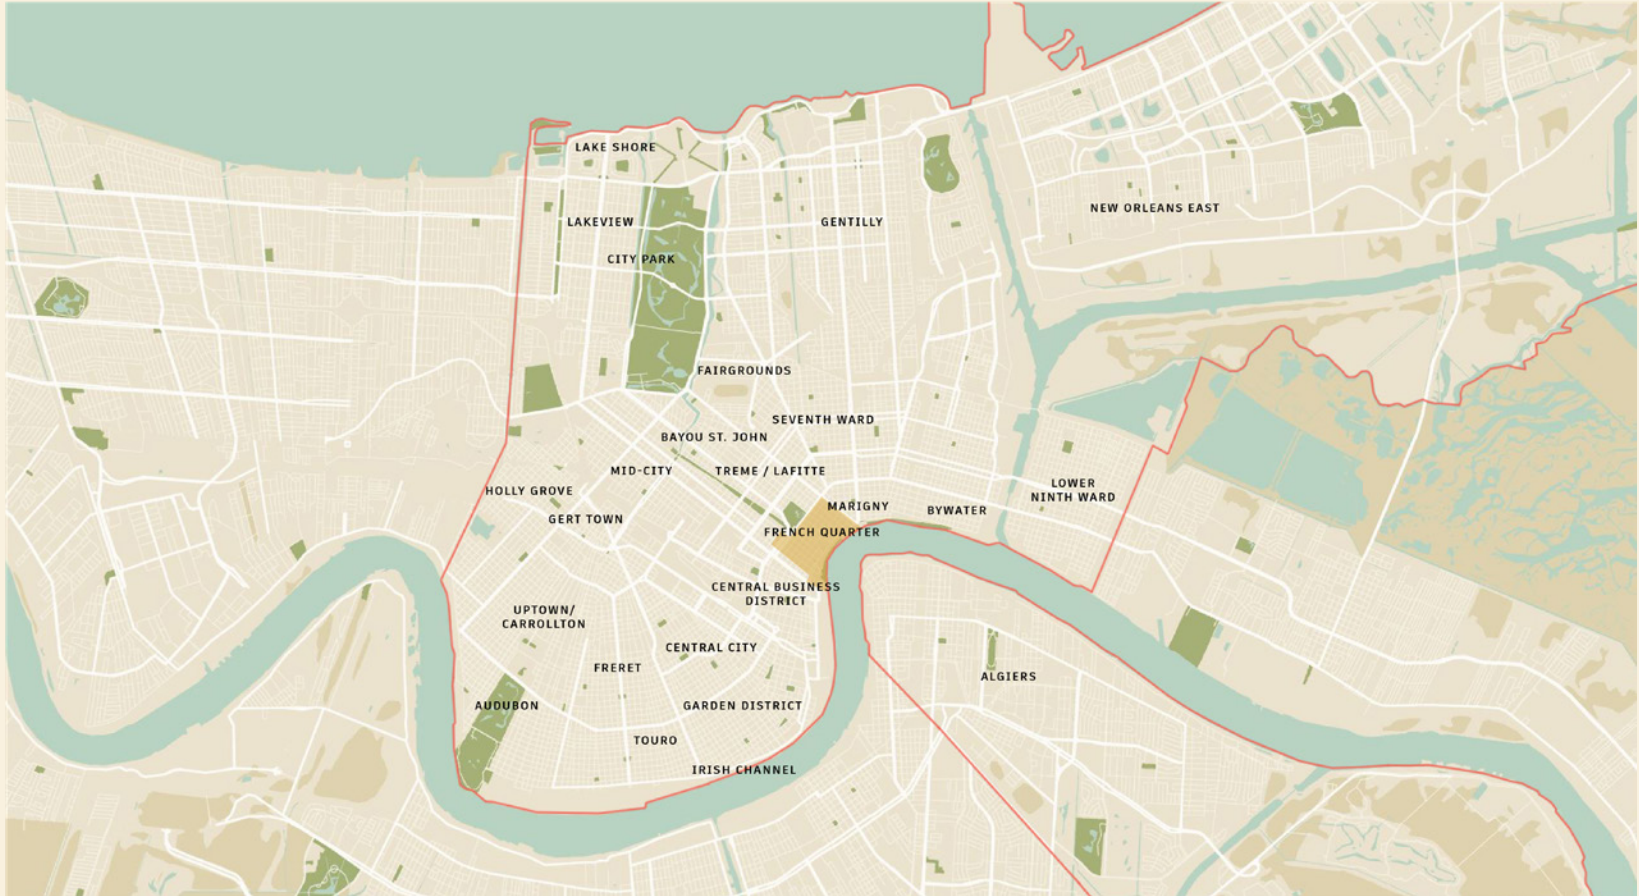 LAKE SHORE
NEW ORLEANS EAST
LAKEVIEW
GENTILLY
CITY PARK
FAIRGROUNDS
SEVENTH WARD
BAYOU ST. JOHN
MID-CITY
TREME / LAFITTE
LOWER
NINTH WARD
HOLLY GROVE
MARIGNY
BYWATER
GERT TOWN
FRENCH QUARTER
CENTRAL BUSINESS
DISTRICT
UPTOWN/
CARROLLTON
CENTRAL CITY
FRERET
ALGIERS
AUDUBON
GARDEN DISTRICT
TOURO
IRISH CHANNEL